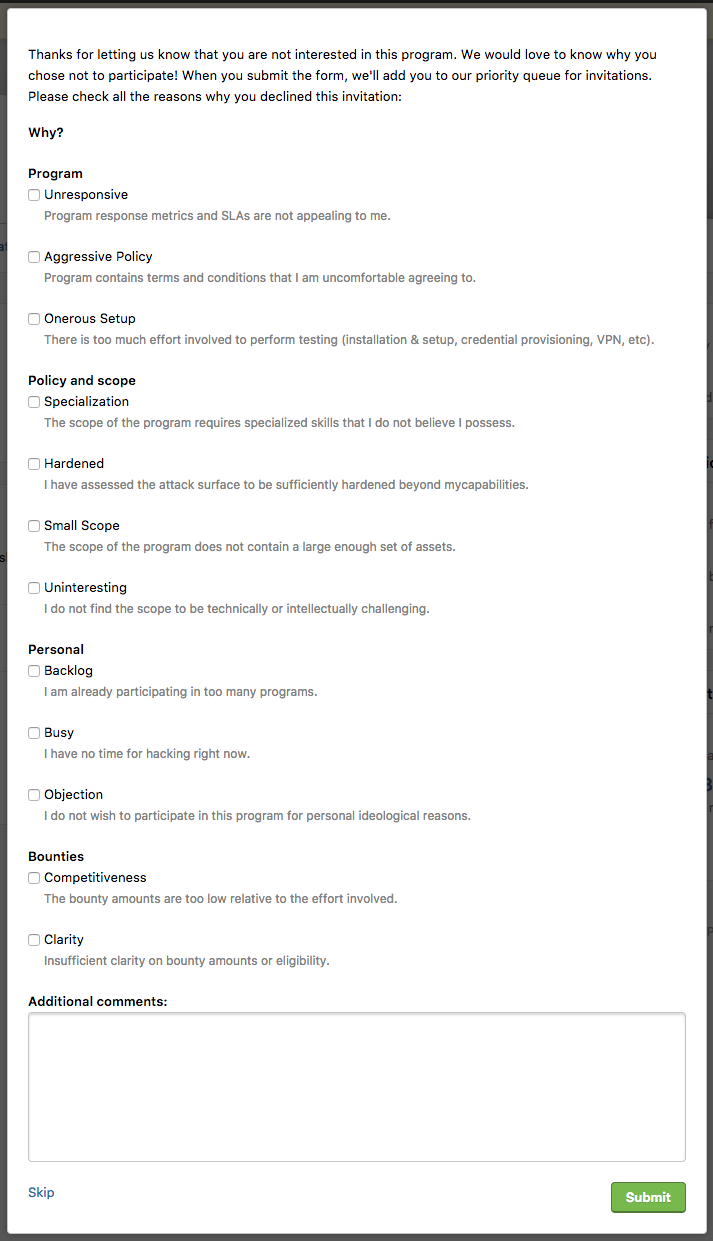 Thanks for letting us know that you are not interested in this program. We would love to know why you
chose not to participate! When you submit the form, we'll add you to our priority queue for invitations.
Please check all the reasons why you declined this invitation:
Why?
Program
Unresponsive
Program response metrics and SLAs are not appealing to me.
Aggressive Policy
Program contains terms and conditions that I am uncomfortable agreeing to.
Onerous Setup
There is too much effort involved to perform testing (installation & setup, credential provisioning, VPN, etc).
Policy and scope
Specialization
The scope of the program requires specialized skills that I do not believe I possess.
Hardened
I have assessed the attack surface to be sufficiently hardened beyond mycapabilities.
Small Scope
The scope of the program does not contain a large enough set of assets.
Uninteresting
I do not find the scope to be technically or intellectually challenging.
Personal
Backlog
I am already participating in too many programs.
Busy
I have no time for hacking right now.
Objection
I do not wish to participate in this program for personal ideological reasons.
Bounties
Competitiveness
The bounty amounts are too low relative to the effort involved.
Clarity
Insufficient clarity on bounty amounts or eligibility.
Additional comments:
Skip
Submit